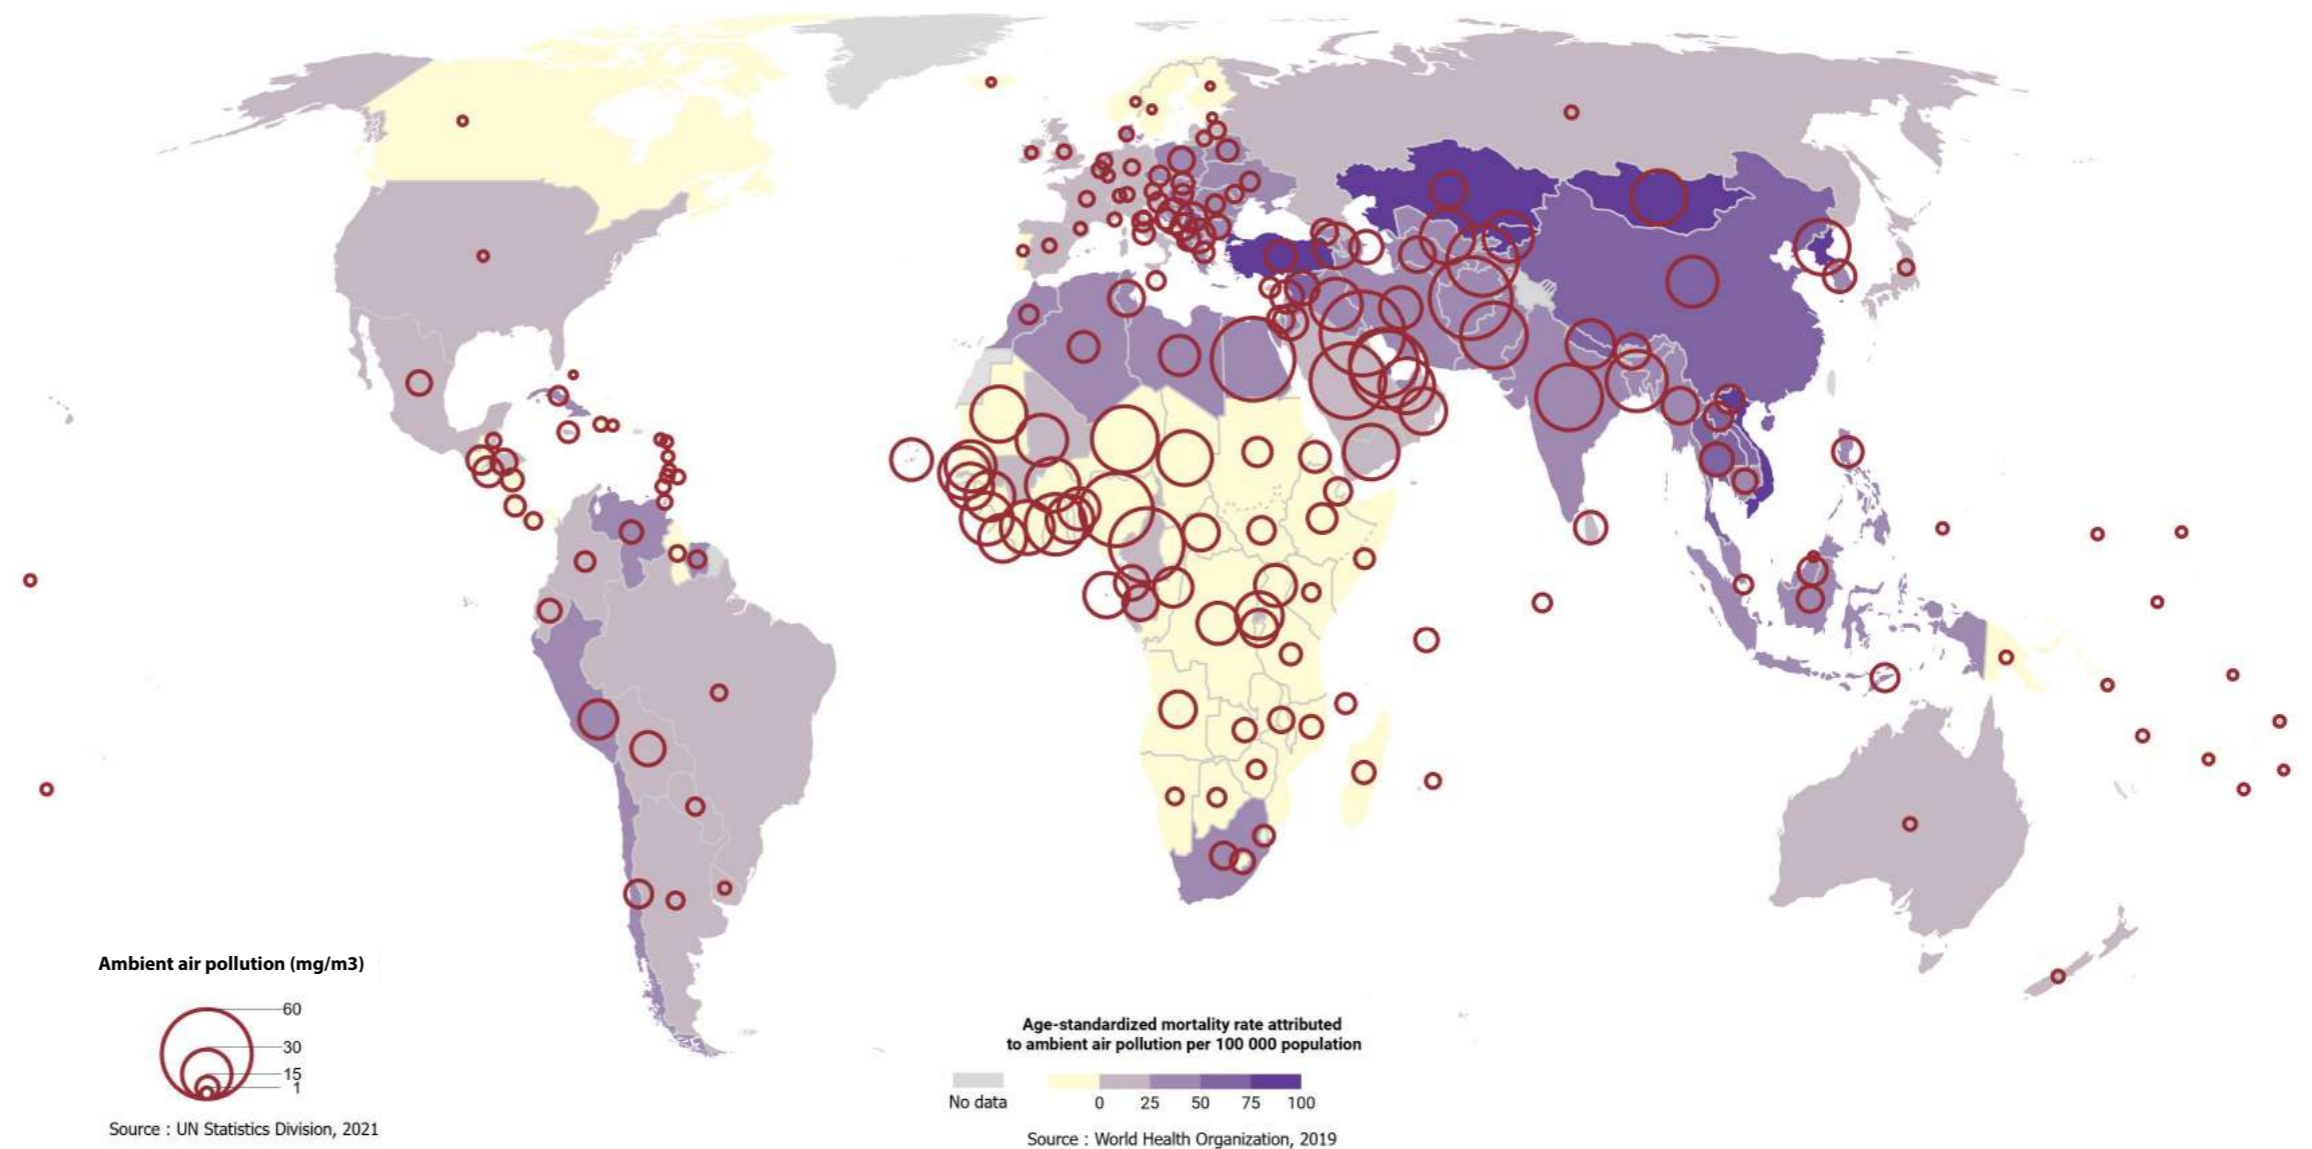 Ambient air pollution (mg/m3)
60
30
15
1
Source : UN Statistics Division, 2021
Age-standardized mortality rate attributed
to ambient air pollution per 100 000 population
No data
0 25 50 75 100
Source : World Health Organization, 2019